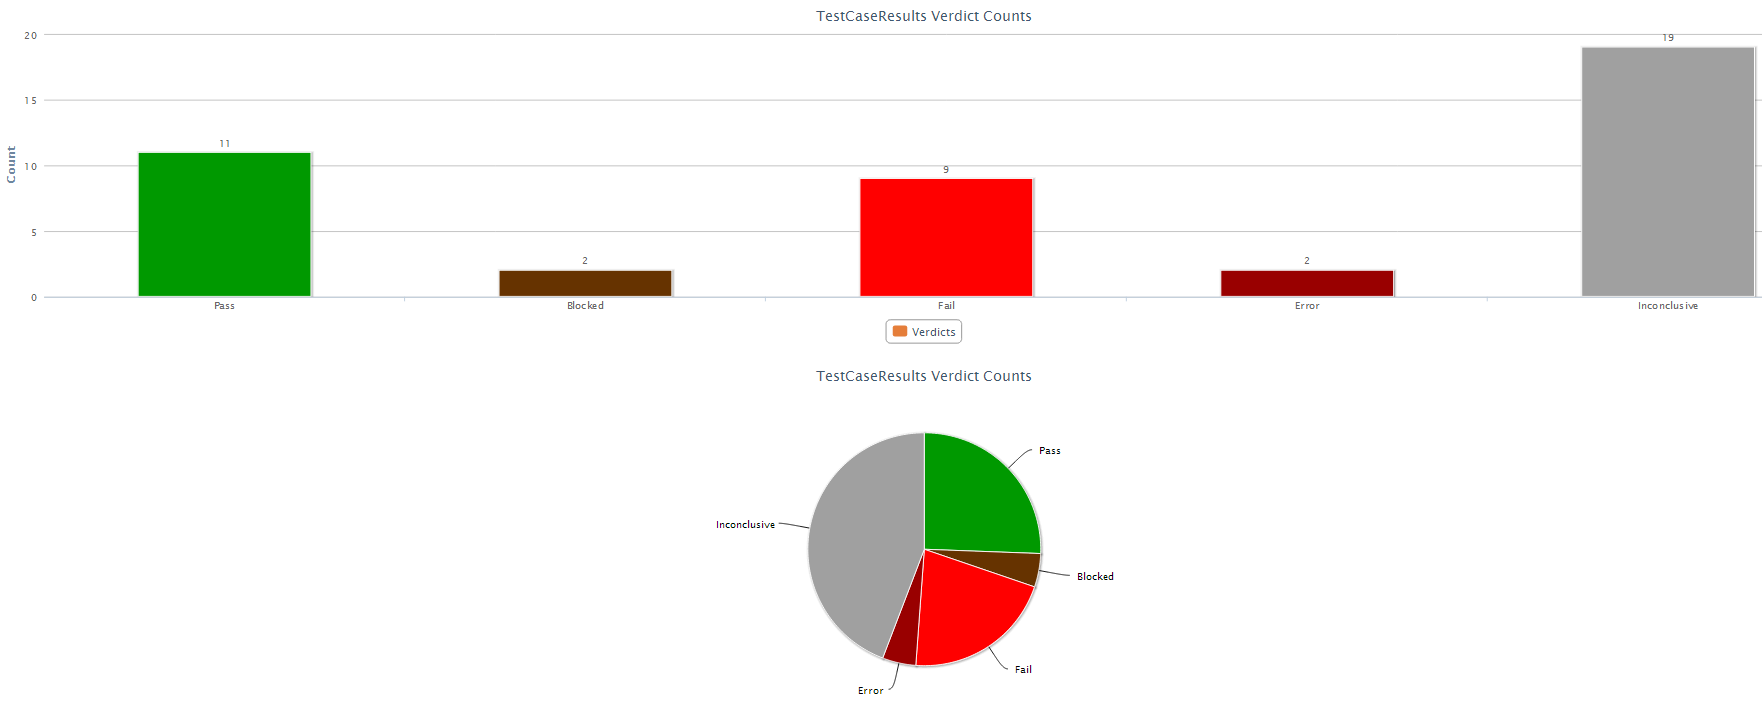 TestCaseResults Verdict Counts
20
19
15
11
Count
10
9
5
2
2
0
Pass
Blocked
Fail
Error
Inconclusive
Verdicts
TestCaseResults Verdict Counts
Pass
Inconclusive
Blocked
Fail
Error